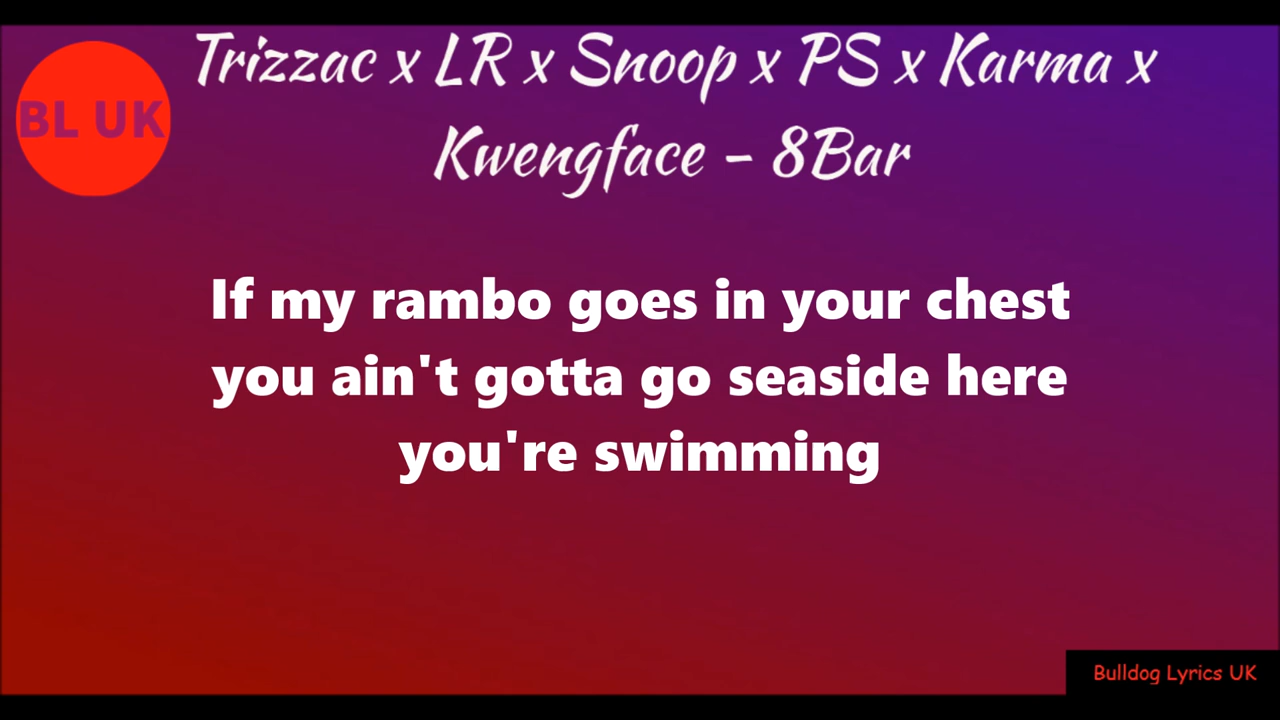 BL UK
Trizzac x LR x Snoop x PS x Karma x
Kwengface - 8Bar
If my rambo goes in your chest
you ain't gotta go seaside here
you're swimming
Bulldog Lyrics UK